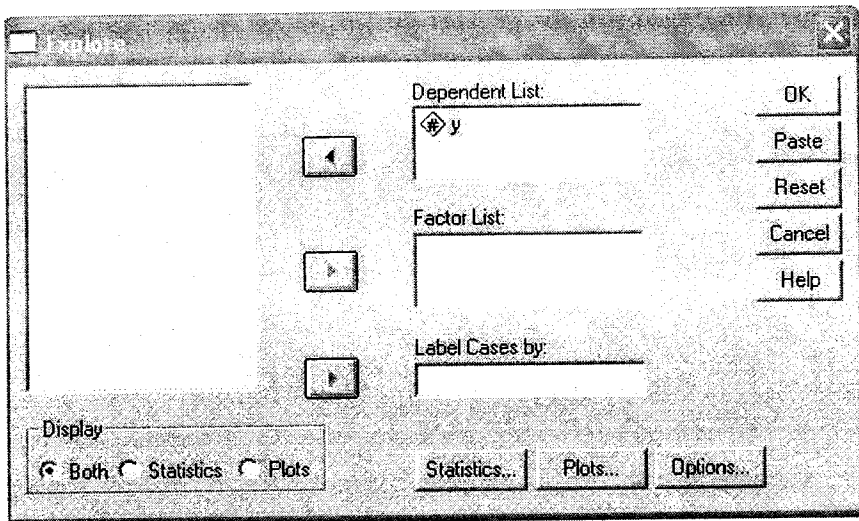 Explore
Dependent List:
# y
OK
Paste
Reset
Cancel
Help
Factor List:
Label Cases by:
Display
Both
Statistics
Plots
Statistics...
Plots...
Options...